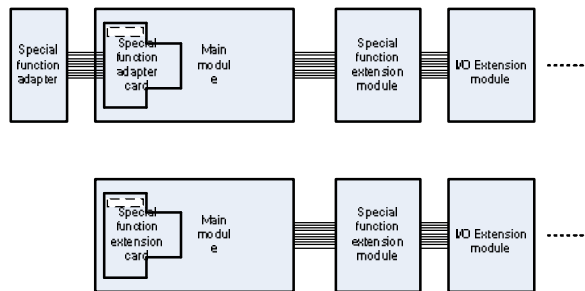 Special
function
adapter
Special
function
adapter
card
Main
modul
e
Special
function
extension
module
I/O Extension
module
Special
function
extension
card
Main
modul
e
Special
function
extension
module
I/O Extension
module